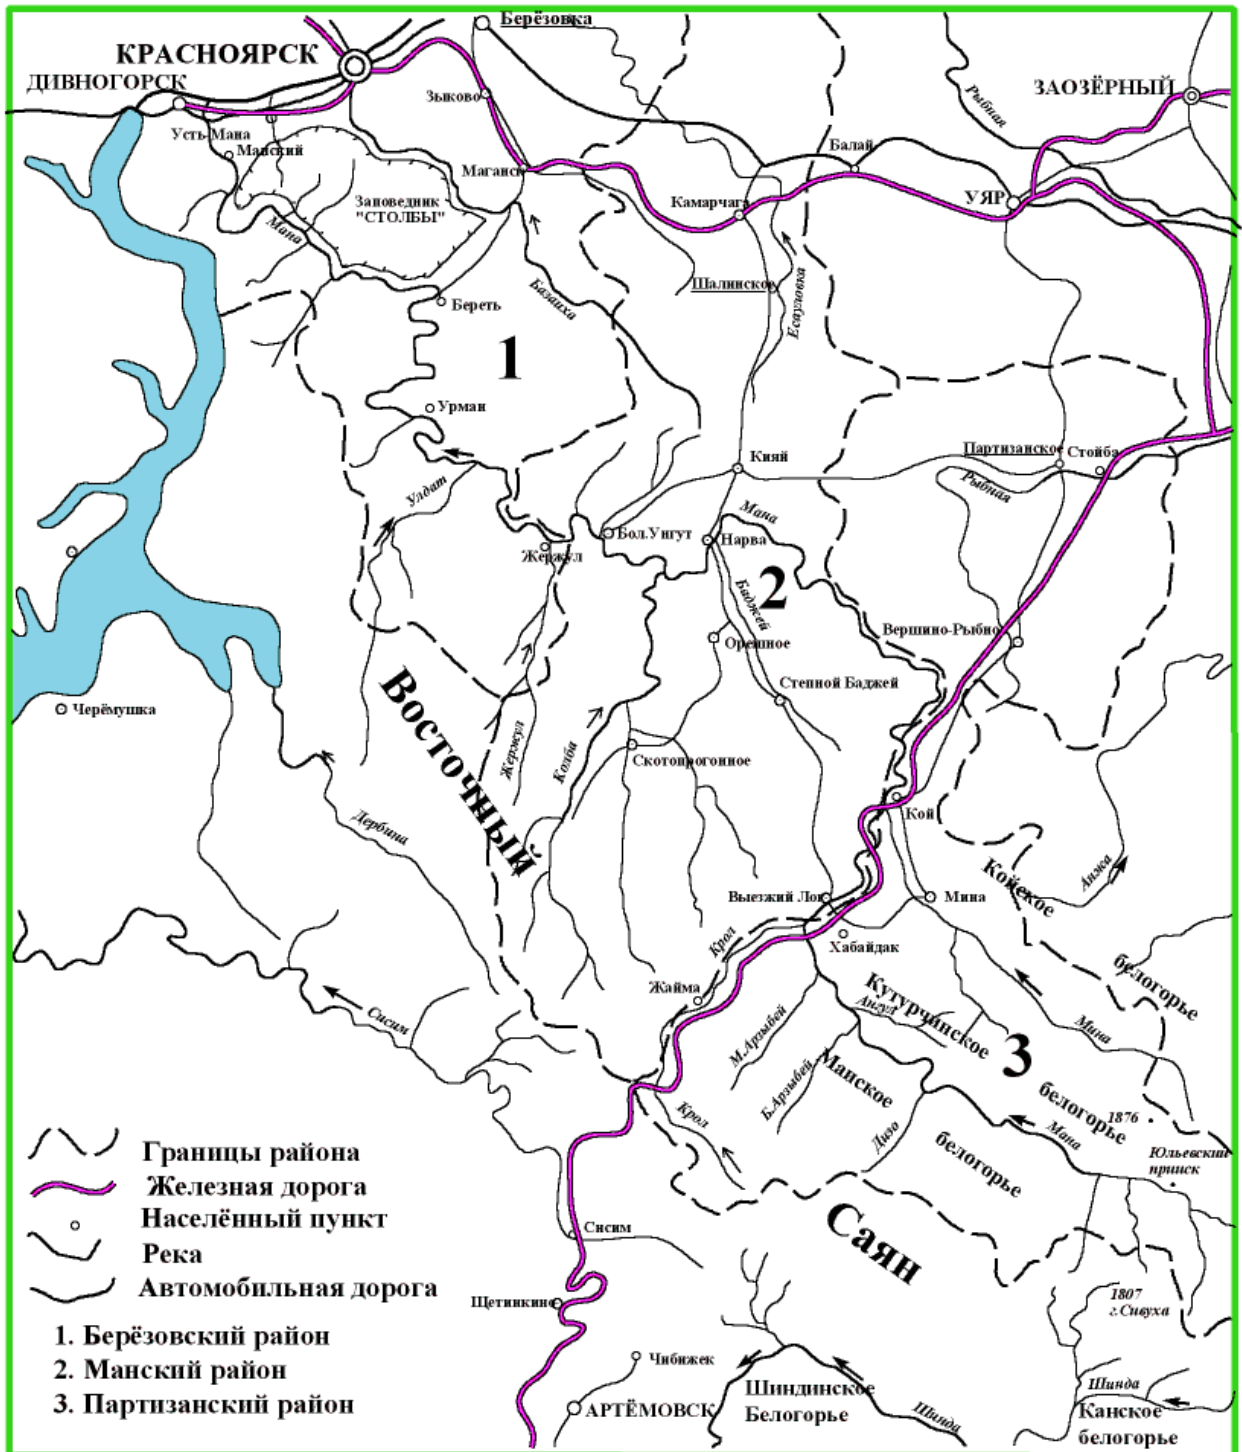 Берёзовка
КРАСНОЯРСК
ДИВНОГОРСК
ЗАОЗЁРНЫЙ
Зыково
Рыбная
Усть-Мана
Манский
Балай
Маганск
Заповедник
"СТОЛБЫ"
Камарчага
УЯР
Мана
Шалинское
Есауловка
Базаиха
Береть
1
Урман
Кияй
Партизанское
Стойба
Рыбная
Улдат
Мана
Бол.Унгут
Нарва
Жержул
2
Баджей
Орешное
Вершино-Рыбно
Степной Баджей
Черёмушка
Восточный
Жержул
Колба
Скотопрогонное
Дербина
Кой
Анжа
Койское
белогорье
Выезжий Лог
Мина
Крол
Хабайдак
Жайма
Кутурчинское
белогорье
Ангул
Сисим
М.Арзыбей
Мина
3
Манское
белогорье
Б.Арзыбей
Крол
Дизо
1876
Мана
Юльевский
прииск
Саян
Границы района
Железная дорога
Населённый пункт
Река
Автомобильная дорога
Сисим
Щетинкино
1807
г.Сивуха
1. Берёзовский район
2. Манский район
3. Партизанский район
Чибижек
АРТЁМОВСК
Шиндинское
Белогорье
Шинда
Шинда
Канское
белогорье